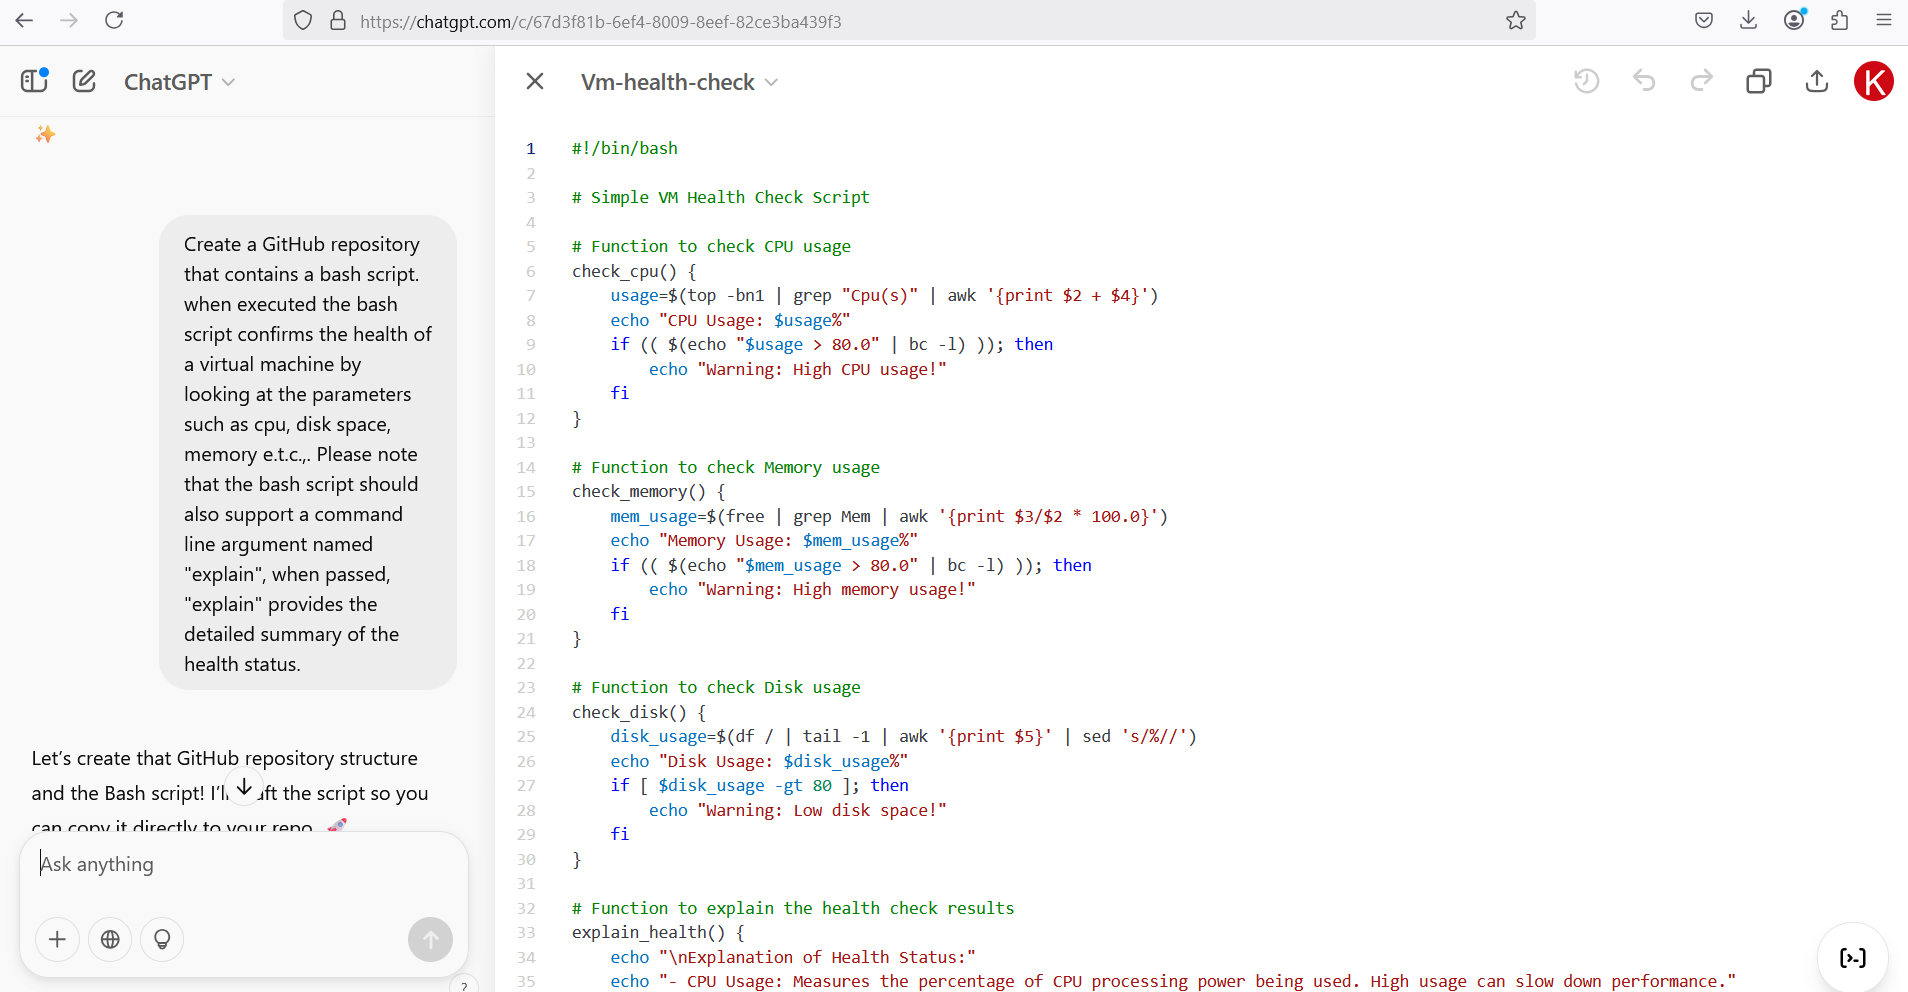 https://chatgpt.com/c/67d3f81b-6ef4-8009-8eef-82ce3ba439f3
ChatGPT
Create a GitHub repository
that contains a bash script.
when executed the bash
script confirms the health of
a virtual machine by
looking at the parameters
such as cpu, disk space,
memory e.t.c.,. Please note
that the bash script should
also support a command
line argument named
"explain", when passed,
"explain" provides the
detailed summary of the
health status.
Let's create that GitHub repository structure
and the Bash script! the script so you
can copy it directly to your repo.
Ask anything
?
Vm-health-check
K
1 #!/bin/bash
2
3 # Simple VM Health Check Script
4
5 # Function to check CPU usage
6 check_cpu() {
7     usage=$(top -bn1 | grep "Cpu(s)" | awk '{print $2 + $4}')
8     echo "CPU Usage: $usage%"
9     if (( $(echo "$usage > 80.0" | bc -l) )); then
10         echo "Warning: High CPU usage!"
11     fi
12 }
13
14 # Function to check Memory usage
15 check_memory() {
16     mem_usage=$(free | grep Mem | awk '{print $3/$2 * 100.0}')
17     echo "Memory Usage: $mem_usage%"
18     if (( $(echo "$mem_usage > 80.0" | bc -l) )); then
19         echo "Warning: High memory usage!"
20     fi
21 }
22
23 # Function to check Disk usage
24 check_disk() {
25     disk_usage=$(df / | tail -1 | awk '{print $5}' | sed 's/%//')
26     echo "Disk Usage: $disk_usage%"
27     if [ $disk_usage -gt 80 ]; then
28         echo "Warning: Low disk space!"
29     fi
30 }
31
32 # Function to explain the health check results
33 explain_health() {
34     echo "\nExplanation of Health Status:"
35     echo "- CPU Usage: Measures the percentage of CPU processing power being used. High usage can slow down performance."